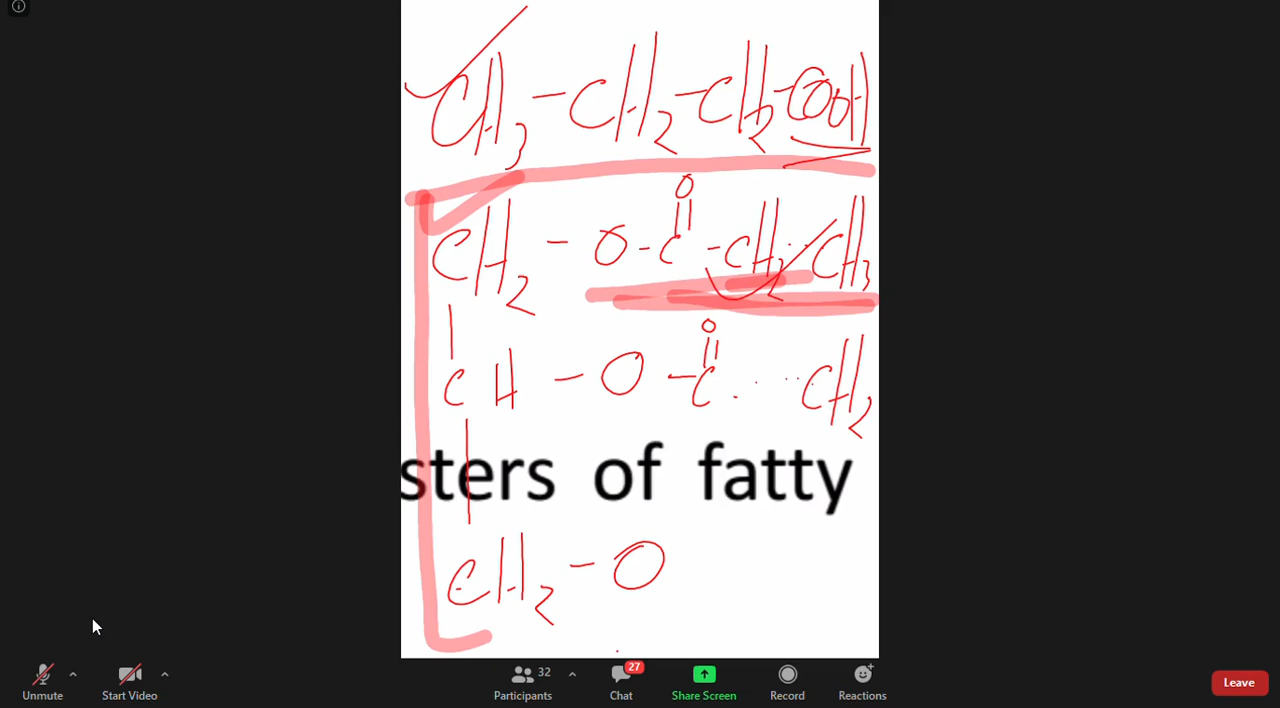 CH3-CH2-CH2-COOH
O
CH2-O-C-CH2..CH3
O
CH-O-C. ...CH2
sters of fatty
CH2-O
32
27
Unmute
Start Video
Participants
Chat
Share Screen
Record
Reactions
Leave